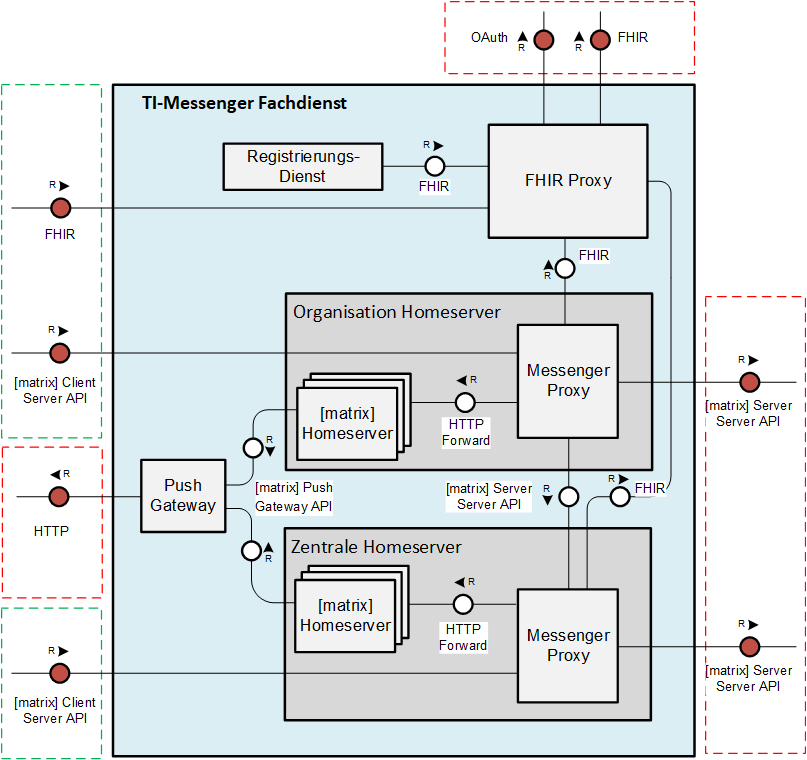 OAuth
R
R
FHIR
TI-Messenger Fachdienst
Registrierungs-
Dienst
R
FHIR
FHIR Proxy
R
FHIR
FHIR
R
Organisation Homeserver
R
[matrix] Client
Server API
Messenger
Proxy
R
[matrix] Server
Server API
[matrix]
Homeserver
R
HTTP
Forward
R
HTTP
Push
Gateway
R
[matrix] Push
Gateway API
[matrix] Server
Server API
R
R
FHIR
R
Zentrale Homeserver
[matrix]
Homeserver
R
HTTP
Forward
Messenger
Proxy
R
[matrix] Client
Server API
R
[matrix] Server
Server API